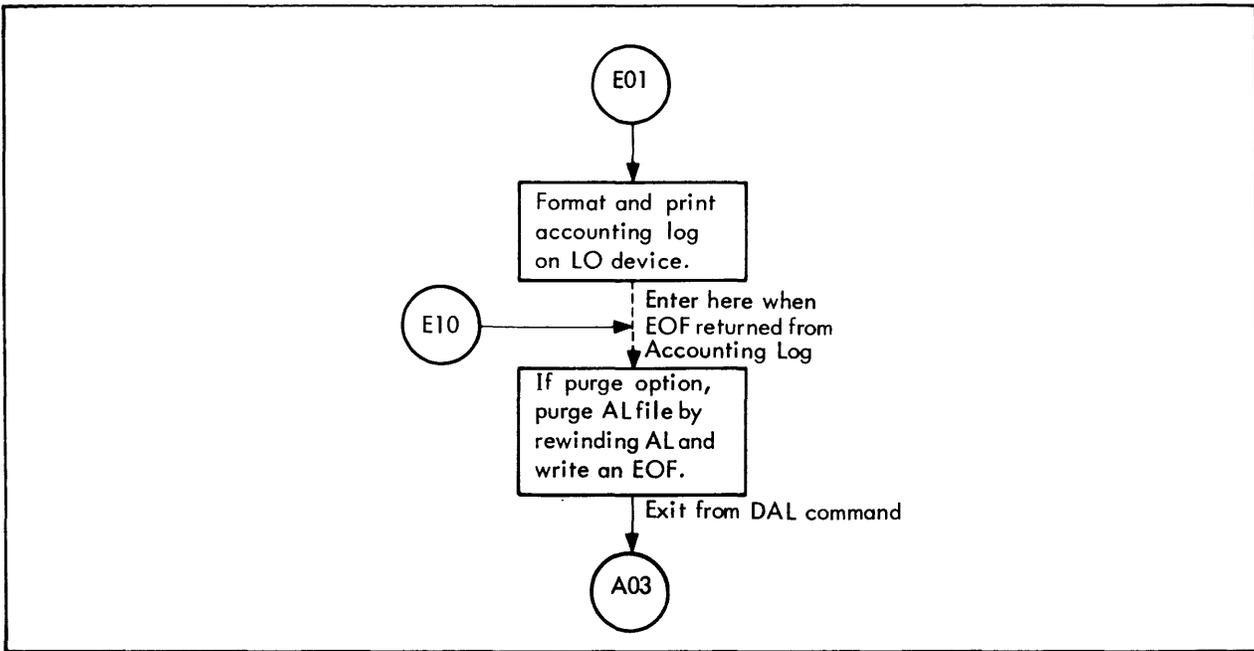 E01
Format and print
accounting log
on LO device.
Enter here when
EOF returned from
Accounting Log
E10
If purge option,
purge AL file by
rewinding AL and
write an EOF.
Exit from DAL command
A03